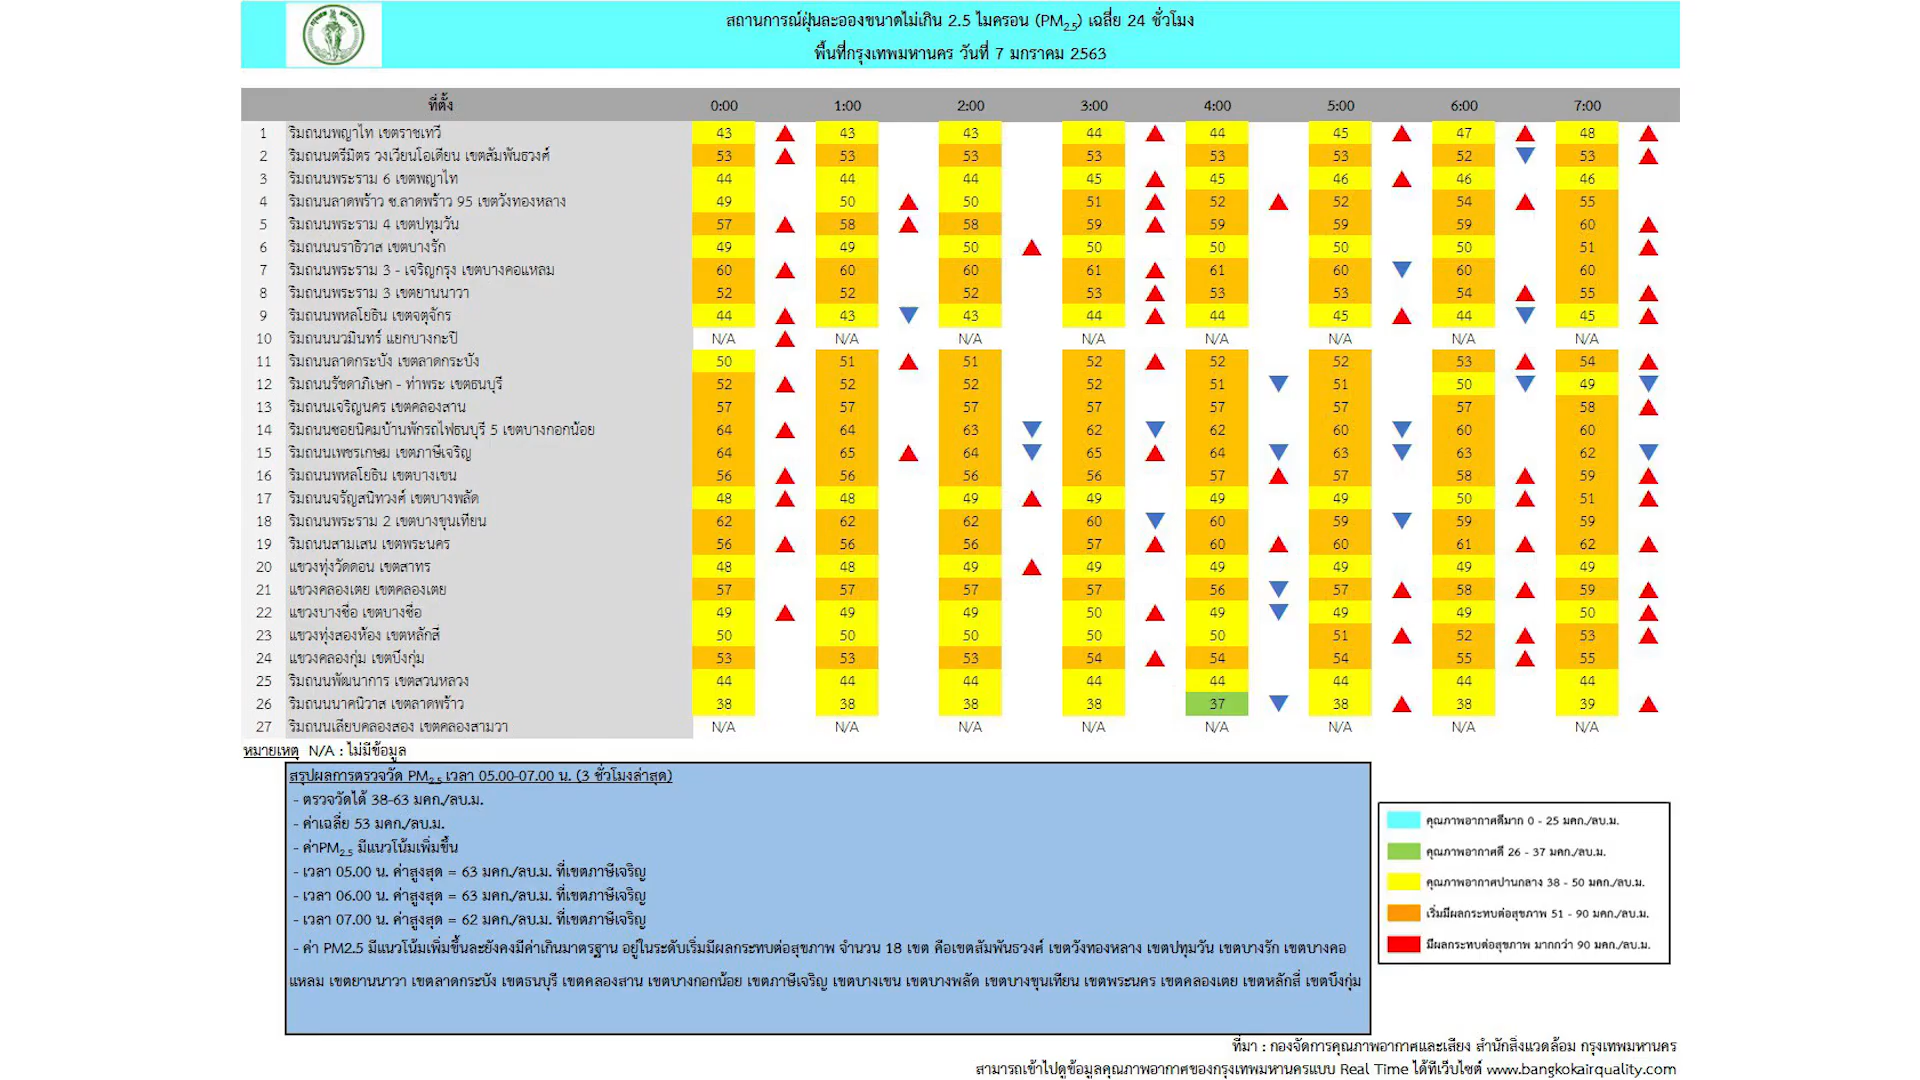 สถานการณ์ฝุ่นละอองขนาดไม่เกิน 2.5 ไมครอน (PM2.5) เฉลี่ย 24 ชั่วโมง
พื้นที่กรุงเทพมหานคร วันที่ 7 มกราคม 2563
ที่ตั้ง 0:00 1:00 2:00 3:00 4:00 5:00 6:00 7:00
1 ริมถนนพญาไท เขตราชเทวี 43 43 43 44 44 45 47 48
2 ริมถนนตรีมิตร วงเวียนโอเดียน เขตสัมพันธวงศ์ 53 53 53 53 53 53 52 53
3 ริมถนนพระราม 6 เขตพญาไท 44 44 44 45 45 46 46 46
4 ริมถนนลาดพร้าว ซ.ลาดพร้าว 95 เขตวังทองหลาง 49 50 50 51 52 52 54 55
5 ริมถนนพระราม 4 เขตปทุมวัน 57 58 58 59 59 59 59 60
6 ริมถนนนราธิวาส เขตบางรัก 49 49 50 50 50 50 50 51
7 ริมถนนพระราม 3 - เจริญกรุง เขตบางคอแหลม 60 60 60 61 61 60 60 60
8 ริมถนนพระราม 3 เขตยานนาวา 52 52 52 53 53 53 54 55
9 ริมถนนพหลโยธิน เขตจตุจักร 44 43 43 44 44 45 44 45
10 ริมถนนนวมินทร์ แยกบางกะปิ N/A N/A N/A N/A N/A N/A N/A N/A
11 ริมถนนลาดกระบัง เขตลาดกระบัง 50 51 51 52 52 52 53 54
12 ริมถนนรัชดาภิเษก - ท่าพระ เขตธนบุรี 52 52 52 52 51 51 50 49
13 ริมถนนเจริญนคร เขตคลองสาน 57 57 57 57 57 57 57 58
14 ริมถนนซอยนิคมบ้านพักรถไฟธนบุรี 5 เขตบางกอกน้อย 64 64 63 62 62 60 60 60
15 ริมถนนเพชรเกษม เขตภาษีเจริญ 64 65 64 65 64 63 63 62
16 ริมถนนพหลโยธิน เขตบางเขน 56 56 56 56 57 57 58 59
17 ริมถนนจรัญสนิทวงศ์ เขตบางพลัด 48 48 49 49 49 49 50 51
18 ริมถนนพระราม 2 เขตบางขุนเทียน 62 62 62 60 60 59 59 59
19 ริมถนนสามเสน เขตพระนคร 56 56 56 57 60 60 61 62
20 แขวงทุ่งวัดดอน เขตสาทร 48 48 49 49 49 49 49 49
21 แขวงคลองเตย เขตคลองเตย 57 57 57 57 56 57 58 59
22 แขวงบางซื่อ เขตบางซื่อ 49 49 49 50 49 49 49 50
23 แขวงทุ่งสองห้อง เขตหลักสี่ 50 50 50 50 50 51 52 53
24 แขวงคลองกุ่ม เขตบึงกุ่ม 53 53 53 54 54 54 55 55
25 ริมถนนพัฒนาการ เขตสวนหลวง 44 44 44 44 44 44 44 44
26 ริมถนนนาคนิวาส เขตลาดพร้าว 38 38 38 38 37 38 38 39
27 ริมถนนเลียบคลองสอง เขตคลองสามวา N/A N/A N/A N/A N/A N/A N/A N/A
หมายเหตุ N/A : ไม่มีข้อมูล
สรุปผลการตรวจวัด PM2.5 เวลา 05.00-07.00 น. (3 ชั่วโมงล่าสุด)
- ตรวจวัดได้ 38-63 มคก./ลบ.ม.
- ค่าเฉลี่ย 53 มคก./ลบ.ม.
- ค่าPM2.5 มีแนวโน้มเพิ่มขึ้น
- เวลา 05.00 น. ค่าสูงสุด = 63 มคก./ลบ.ม. ที่เขตภาษีเจริญ
- เวลา 06.00 น. ค่าสูงสุด = 63 มคก./ลบ.ม. ที่เขตภาษีเจริญ
- เวลา 07.00 น. ค่าสูงสุด = 62 มคก./ลบ.ม. ที่เขตภาษีเจริญ
- ค่า PM2.5 มีแนวโน้มเพิ่มขึ้นละยังคงมีค่าเกินมาตรฐาน อยู่ในระดับเริ่มมีผลกระทบต่อสุขภาพ จำนวน 18 เขต คือเขตสัมพันธวงศ์ เขตวังทองหลาง เขตปทุมวัน เขตบางรัก เขตบางคอ
แหลม เขตยานนาวา เขตลาดกระบัง เขตธนบุรี เขตคลองสาน เขตบางกอกน้อย เขตภาษีเจริญ เขตบางเขน เขตบางพลัด เขตบางขุนเทียน เขตพระนคร เขตคลองเตย เขตหลักสี่ เขตบึงกุ่ม
คุณภาพอากาศดีมาก 0 - 25 มคก./ลบ.ม.
คุณภาพอากาศดี 26 - 37 มคก./ลบ.ม.
คุณภาพอากาศปานกลาง 38 - 50 มคก./ลบ.ม.
เริ่มมีผลกระทบต่อสุขภาพ 51 - 90 มคก./ลบ.ม.
มีผลกระทบต่อสุขภาพ มากกว่า 90 มคก./ลบ.ม.
ที่มา : กองจัดการคุณภาพอากาศและเสียง สำนักสิ่งแวดล้อม กรุงเทพมหานคร
สามารถเข้าไปดูข้อมูลคุณภาพอากาศของกรุงเทพมหานครแบบ Real Time ได้ที่เว็บไซต์ www.bangkokairquality.com